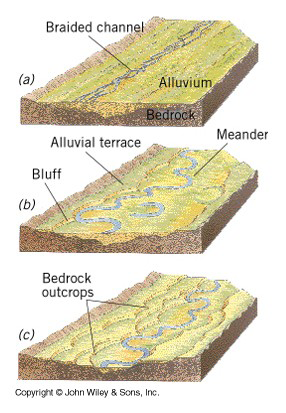 Braided channel
(a)
Alluvium
Bedrock
Meander
Alluvial terrace
Bluff
(b)
Bedrock
outcrops
(c)
Copyright © John Wiley & Sons, Inc.